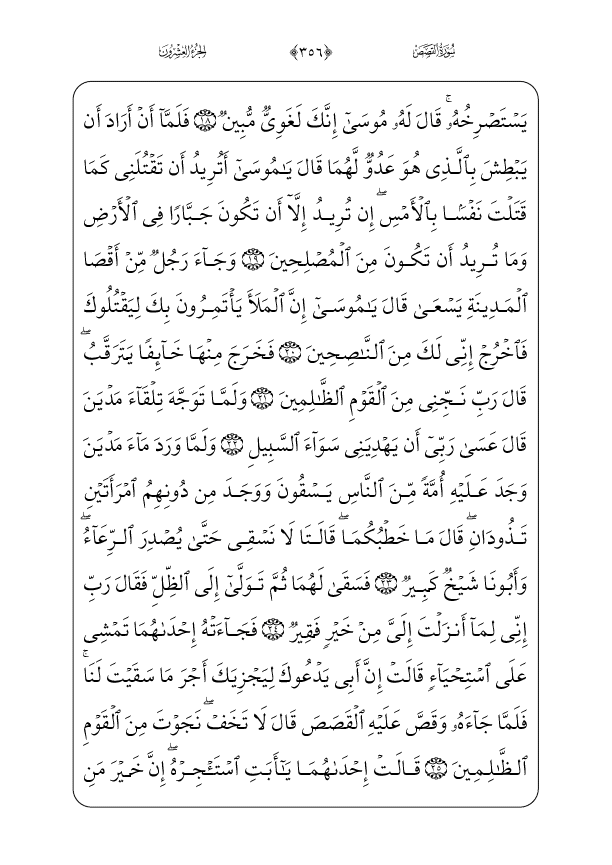 سُورَةُ القَصَصِ ﴿٣٥٦﴾ الجُزْءُ العِشْرُونَ
يَسۡتَصۡرِخُهُۥۚ قَالَ لَهُۥ مُوسَىٰٓ إِنَّكَ لَغَوِيّٞ مُّبِينٞ ١٨ فَلَمَّآ أَنۡ أَرَادَ أَن
يَبۡطِشَ بِٱلَّذِي هُوَ عَدُوّٞ لَّهُمَا قَالَ يَٰمُوسَىٰٓ أَتُرِيدُ أَن تَقۡتُلَنِي كَمَا
قَتَلۡتَ نَفۡسَۢا بِٱلۡأَمۡسِۖ إِن تُرِيدُ إِلَّآ أَن تَكُونَ جَبَّارٗا فِي ٱلۡأَرۡضِ
وَمَا تُرِيدُ أَن تَكُونَ مِنَ ٱلۡمُصۡلِحِينَ ١٩ وَجَآءَ رَجُلٞ مِّنۡ أَقۡصَا
ٱلۡمَدِينَةِ يَسۡعَىٰ قَالَ يَٰمُوسَىٰٓ إِنَّ ٱلۡمَلَأَ يَأۡتَمِرُونَ بِكَ لِيَقۡتُلُوكَ
فَٱخۡرُجۡ إِنِّي لَكَ مِنَ ٱلنَّٰصِحِينَ ٢٠ فَخَرَجَ مِنۡهَا خَآئِفٗا يَتَرَقَّبُۖ
قَالَ رَبِّ نَجِّنِي مِنَ ٱلۡقَوۡمِ ٱلظَّٰلِمِينَ ٢١ وَلَمَّا تَوَجَّهَ تِلۡقَآءَ مَدۡيَنَ
قَالَ عَسَىٰ رَبِّيٓ أَن يَهۡدِيَنِي سَوَآءَ ٱلسَّبِيلِ ٢٢ وَلَمَّا وَرَدَ مَآءَ مَدۡيَنَ
وَجَدَ عَلَيۡهِ أُمَّةٗ مِّنَ ٱلنَّاسِ يَسۡقُونَ وَوَجَدَ مِن دُونِهِمُ ٱمۡرَأَتَيۡنِ
تَذُودَانِۖ قَالَ مَا خَطۡبُكُمَاۖ قَالَتَا لَا نَسۡقِي حَتَّىٰ يُصۡدِرَ ٱلرِّعَآءُۖ
وَأَبُونَا شَيۡخٞ كَبِيرٞ ٢٣ فَسَقَىٰ لَهُمَا ثُمَّ تَوَلَّىٰٓ إِلَى ٱلظِّلِّ فَقَالَ رَبِّ
إِنِّي لِمَآ أَنزَلۡتَ إِلَيَّ مِنۡ خَيۡرٖ فَقِيرٞ ٢٤ فَجَآءَتۡهُ إِحۡدَىٰهُمَا تَمۡشِي
عَلَى ٱسۡتِحۡيَآءٖ قَالَتۡ إِنَّ أَبِي يَدۡعُوكَ لِيَجۡزِيَكَ أَجۡرَ مَا سَقَيۡتَ لَنَاۚ
فَلَمَّا جَآءَهُۥ وَقَصَّ عَلَيۡهِ ٱلۡقَصَصَ قَالَ لَا تَخَفۡۖ نَجَوۡتَ مِنَ ٱلۡقَوۡمِ
ٱلظَّٰلِمِينَ ٢٥ قَالَتۡ إِحۡدَىٰهُمَا يَٰٓأَبَتِ ٱسۡتَـٔۡجِرۡهُۖ إِنَّ خَيۡرَ مَنِ